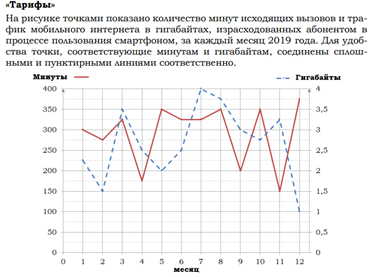 «Тарифы»
На рисунке точками показано количество минут исходящих вызовов и тра-
фик мобильного интернета в гигабайтах, израсходованных абонентом в
процессе пользования смартфоном, за каждый месяц 2019 года. Для удоб-
ства точки, соответствующие минутам и гигабайтам, соединены сплош-
ными и пунктирными линиями соответственно.
Минуты Гигабайты
400 4
350 3,5
300 3
250 2,5
200 2
150 1,5
100 1
50 0,5
0 0
0 1 2 3 4 5 6 7 8 9 10 11 12
месяц